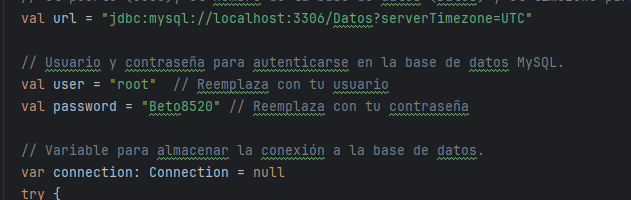 val url = "jdbc:mysql://localhost:3306/Datos?serverTimezone=UTC"
// Usuario y contraseña para autenticarse en la base de datos MySQL.
val user = "root"  // Reemplaza con tu usuario
val password = "Beto8520" // Reemplaza con tu contraseña
// Variable para almacenar la conexión a la base de datos.
var connection: Connection = null
try {